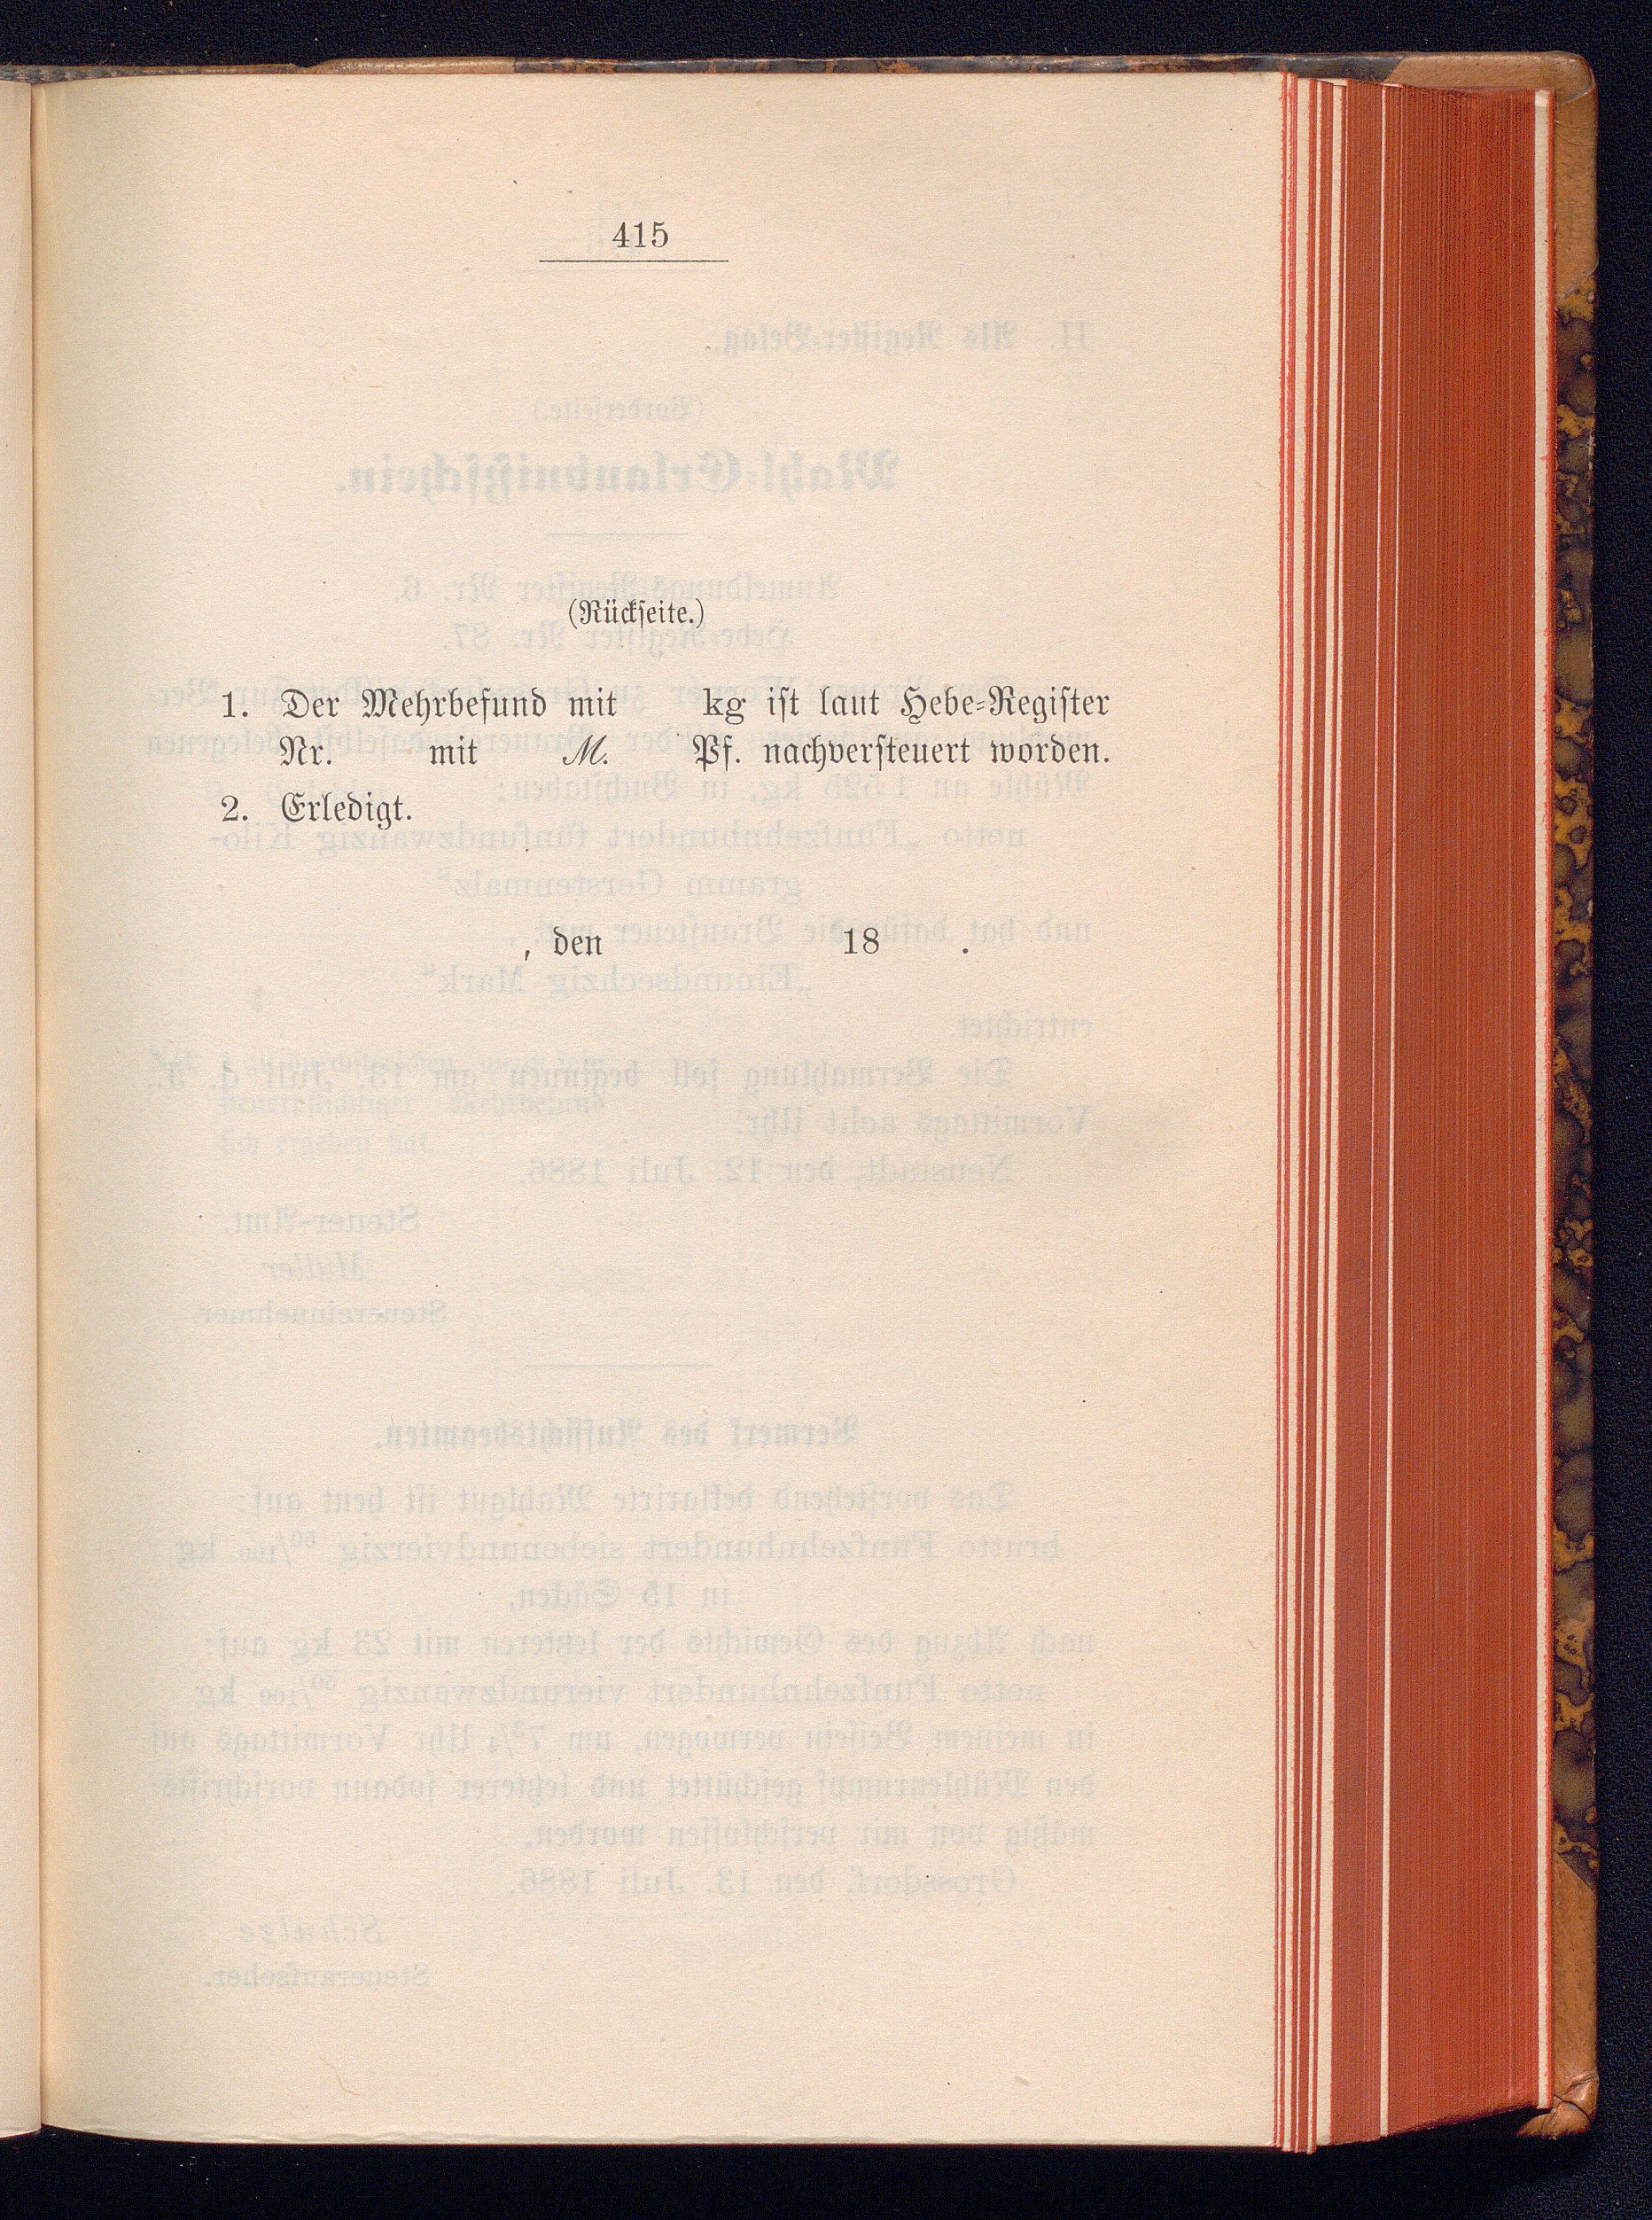 415
(Rückseite.)
1. Der Mehrbefund mit kg ist laut Hebe-Register
Nr. mit M. Pf. nachversteuert worden.
2. Erledigt.
, den 18 .